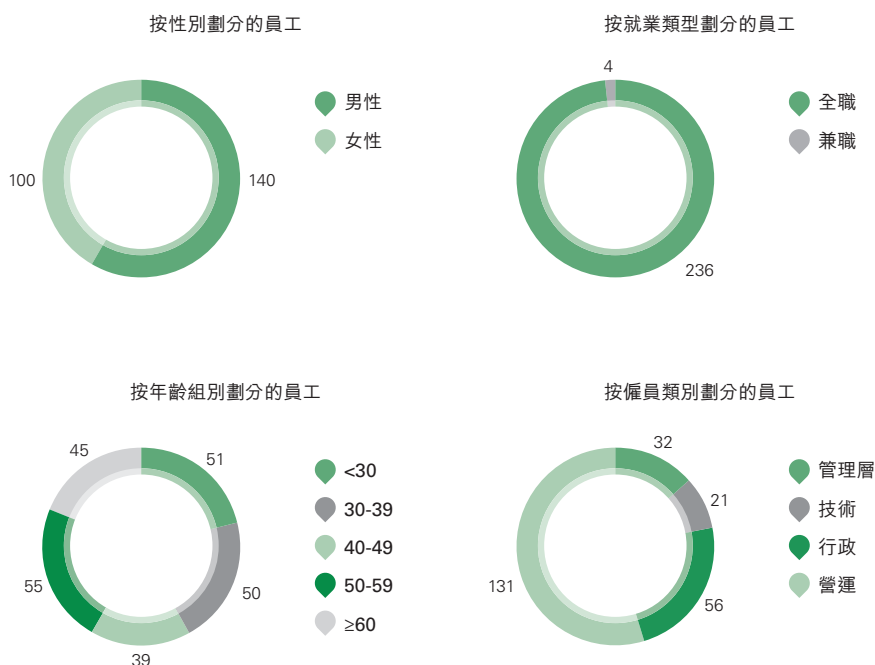 按性別劃分的員工
男性
女性
100
140
按就業類型劃分的員工
4
全職
兼職
236
按年齡組別劃分的員工
45
51
<30
30-39
40-49
50-59
≥60
55
50
39
按僱員類別劃分的員工
32
21
管理層
技術
行政
營運
131
56